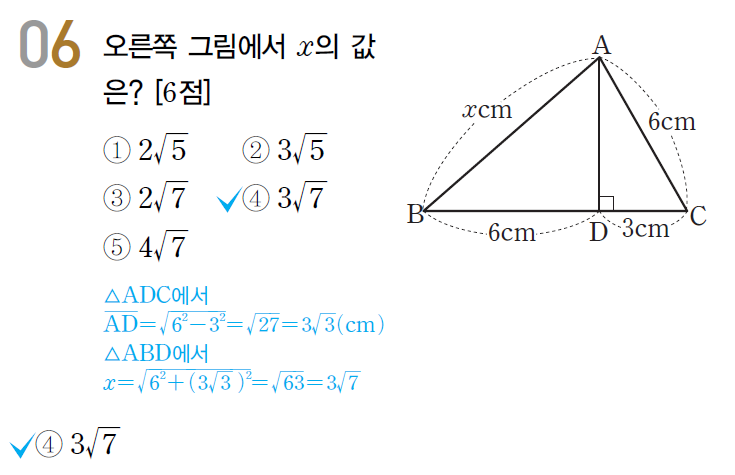 06 오른쪽 그림에서 x의 값
은? [6점]
① 2√5 ② 3√5
③ 2√7 ④ 3√7
⑤ 4√7
△ADC에서
A̅D̅=√(6²-3²)=√27=3√3(cm)
△ABD에서
x=√(6²+(3√3)²)=√63=3√7
④ 3√7
A
xcm
6cm
B
6cm
D
3cm
C